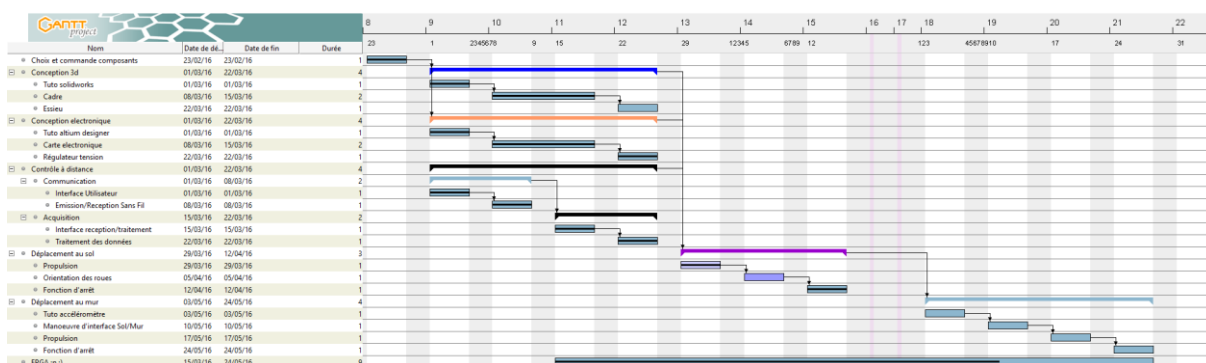 GANTT project
8 9 10 11 12 13 14 15 16 17 18 19 20 21 22
Nom Date de dé... Date de fin Durée 23 1 2345678 9 15 22 29 12345 6789 12 123 45678910 17 24 31
Choix et commande composants 23/02/16 23/02/16 1
Conception 3d 01/03/16 22/03/16 4
Tuto solidworks 01/03/16 01/03/16 1
Cadre 08/03/16 15/03/16 2
Essieu 22/03/16 22/03/16 1
Conception electronique 01/03/16 22/03/16 4
Tuto altium designer 01/03/16 01/03/16 1
Carte electronique 08/03/16 15/03/16 2
Régulateur tension 22/03/16 22/03/16 1
Contrôle à distance 01/03/16 22/03/16 4
Communication 01/03/16 08/03/16 2
Interface Utilisateur 01/03/16 01/03/16 1
Emission/Reception Sans Fil 08/03/16 08/03/16 1
Acquisition 15/03/16 22/03/16 2
Interface reception/traitement 15/03/16 15/03/16 1
Traitement des données 22/03/16 22/03/16 1
Déplacement au sol 29/03/16 12/04/16 3
Propulsion 29/03/16 29/03/16 1
Orientation des roues 05/04/16 05/04/16 1
Fonction d'arrêt 12/04/16 12/04/16 1
Déplacement au mur 03/05/16 24/05/16 4
Tuto accéléromètre 03/05/16 03/05/16 1
Manoeuvre d'interface Sol/Mur 10/05/16 10/05/16 1
Propulsion 17/05/16 17/05/16 1
Fonction d'arrêt 24/05/16 24/05/16 1
15/03/16 24/05/16